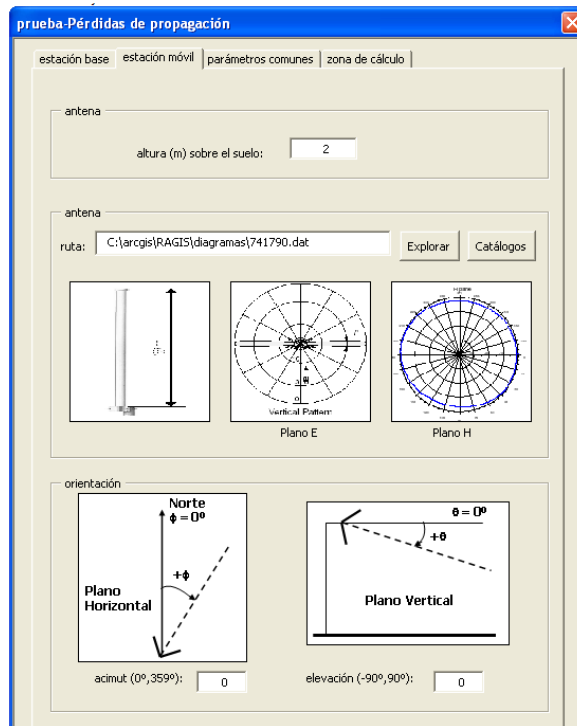 prueba-Pérdidas de propagación
estación base
estación móvil
parámetros comunes
zona de cálculo
antena
altura (m) sobre el suelo:
2
antena
ruta:
C:\arcgis\RAGIS\diagramas\741790.dat
Explorar
Catálogos
Vertical Pattern
Plano E
Plano H
orientación
Norte
ϕ = 0º
+ϕ
Plano
Horizontal
θ = 0º
+θ
Plano Vertical
acimut (0º,359º):
0
elevación (-90º,90º):
0